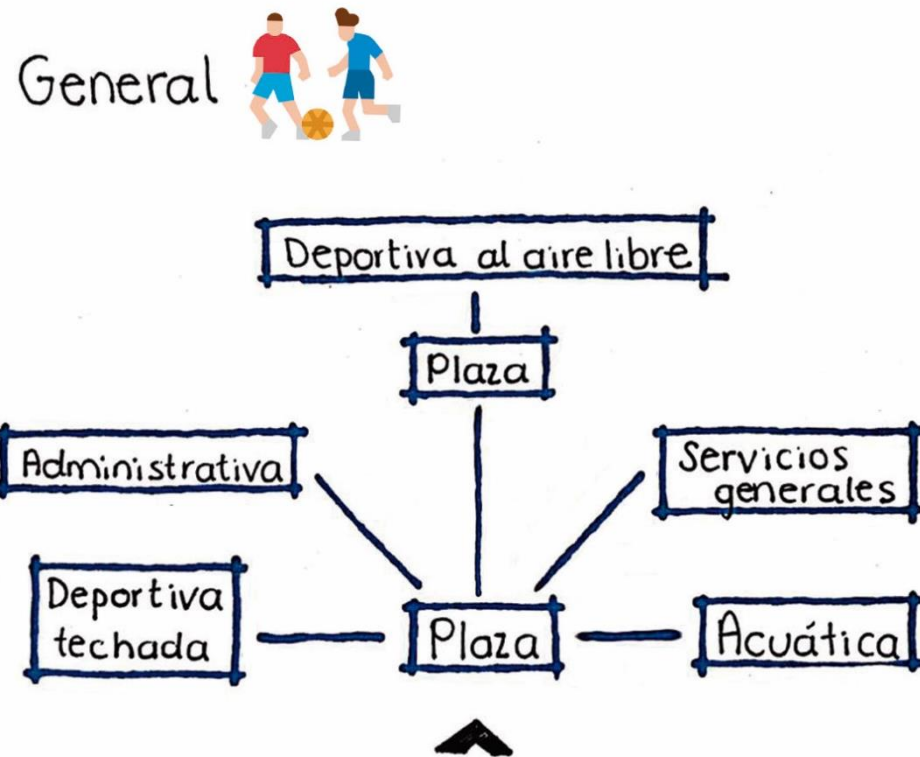 General
Deportiva al aire libre
Plaza
Administrativa
Servicios
generales
Deportiva
techada
Plaza
Acuática